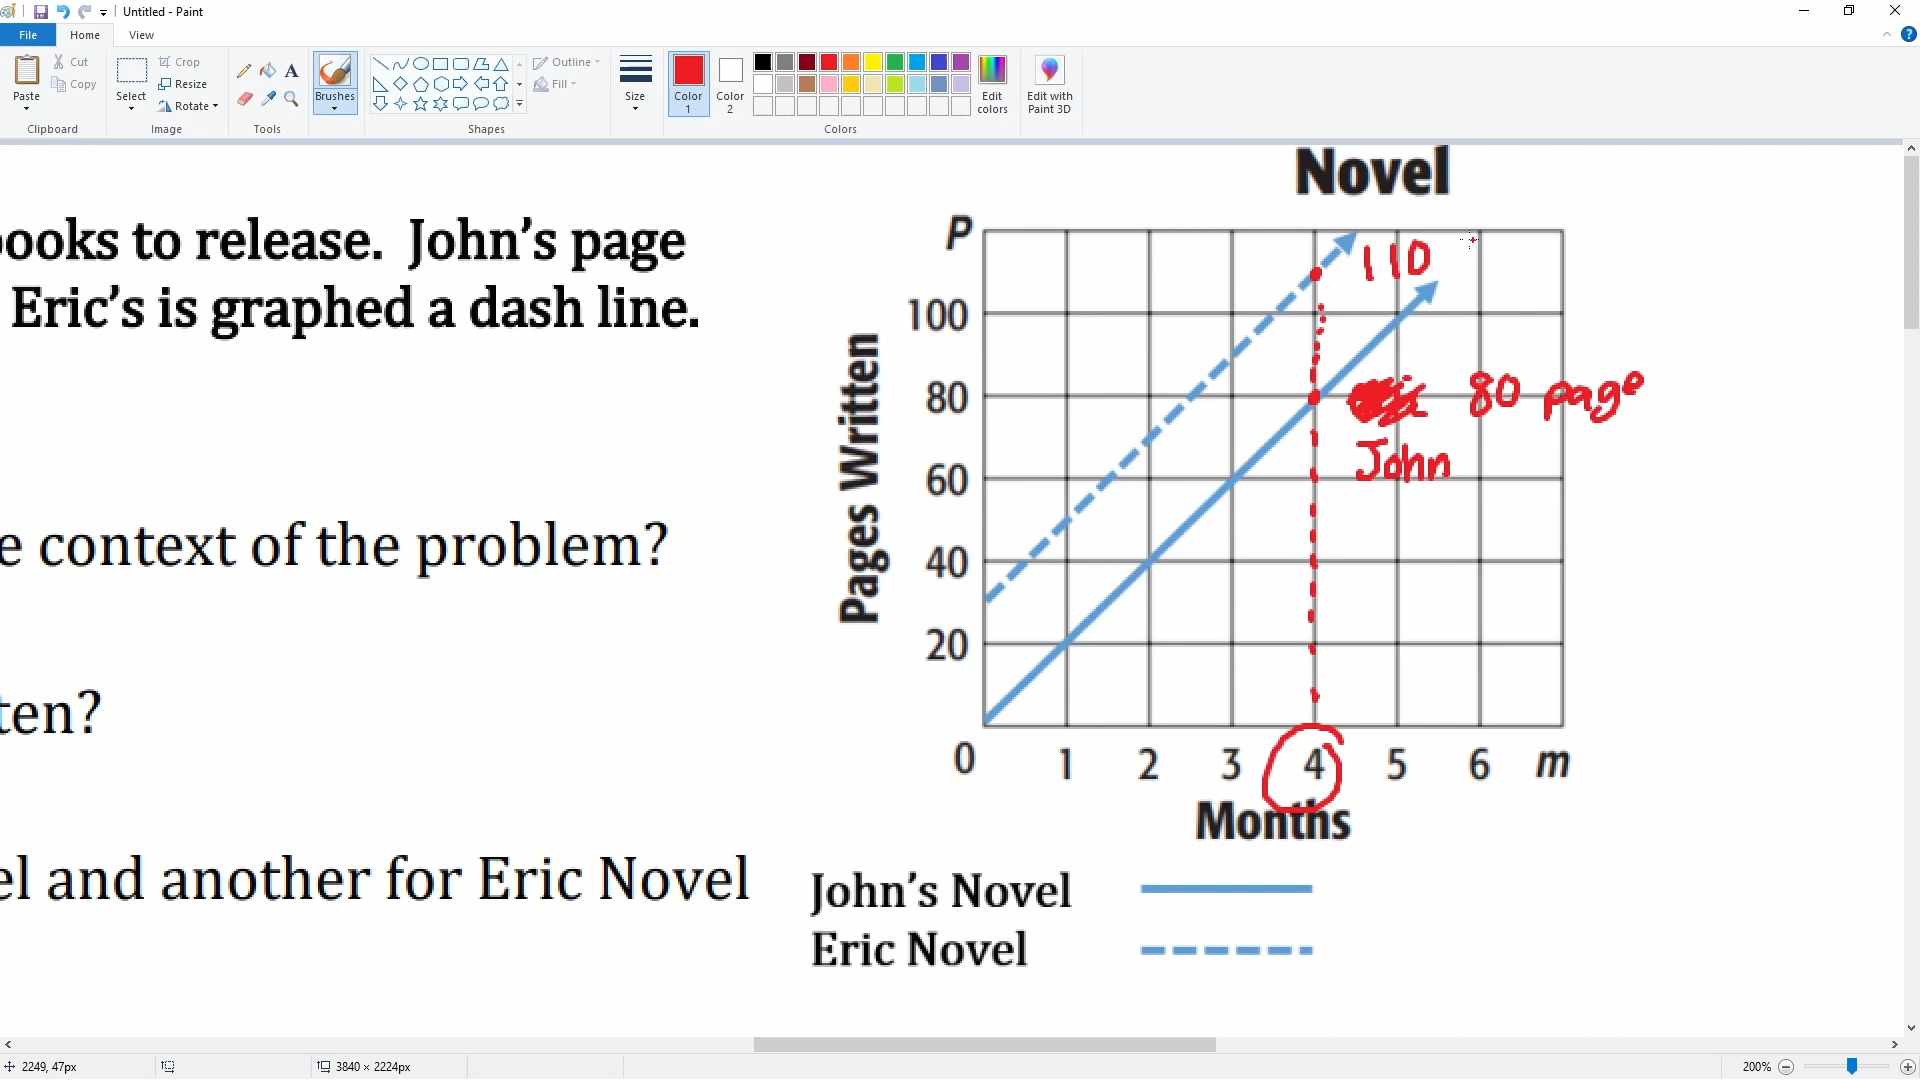 Untitled - Paint
File Home View
Paste
Cut
Copy
Clipboard
Select
Crop
Resize
Rotate
Image
Tools
Brushes
Shapes
Outline
Fill
Size
Color 1
Color 2
Colors
Edit colors
Edit with Paint 3D
ooks to release. John's page
Eric's is graphed a dash line.
e context of the problem?
ten?
el and another for Eric Novel
Novel
P
110
100
80
80 page
John
60
40
20
Pages Written
0 1 2 3 4 5 6 m
Months
John's Novel
Eric Novel
2249, 47px
3840 × 2224px
200%